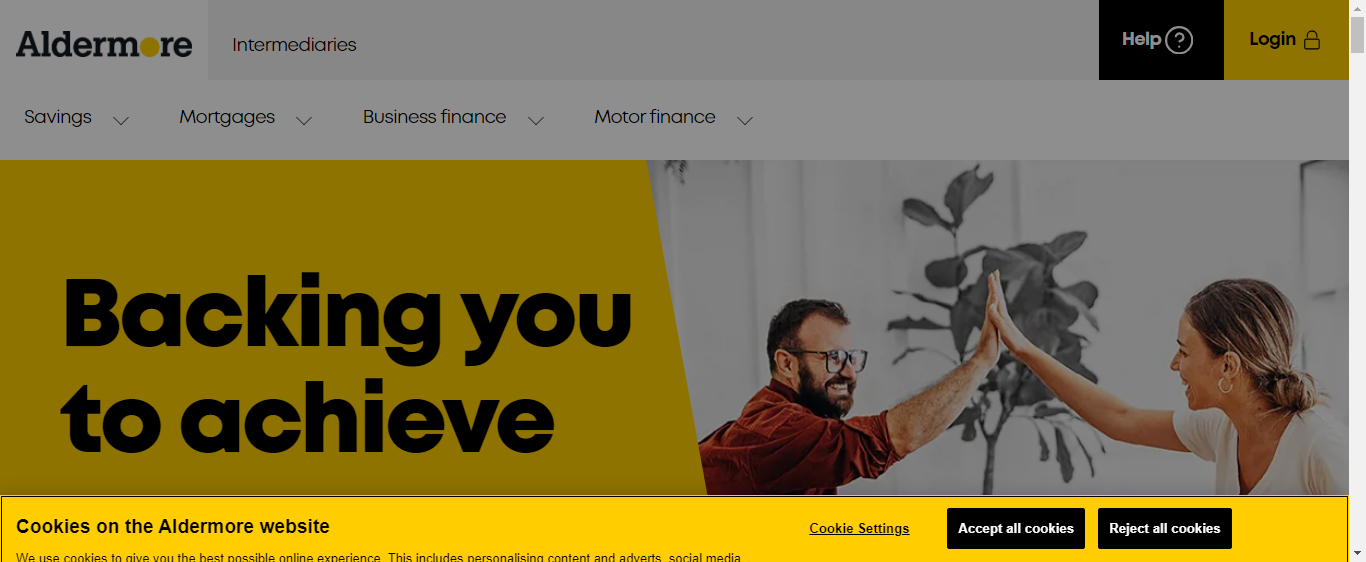 Aldermore
Intermediaries
Help
Login
Savings
Mortgages
Business finance
Motor finance
Backing you
to achieve
Cookies on the Aldermore website
We use cookies to give you the best possible online experience. This includes personalising content and adverts, social media
Cookie Settings
Accept all cookies
Reject all cookies